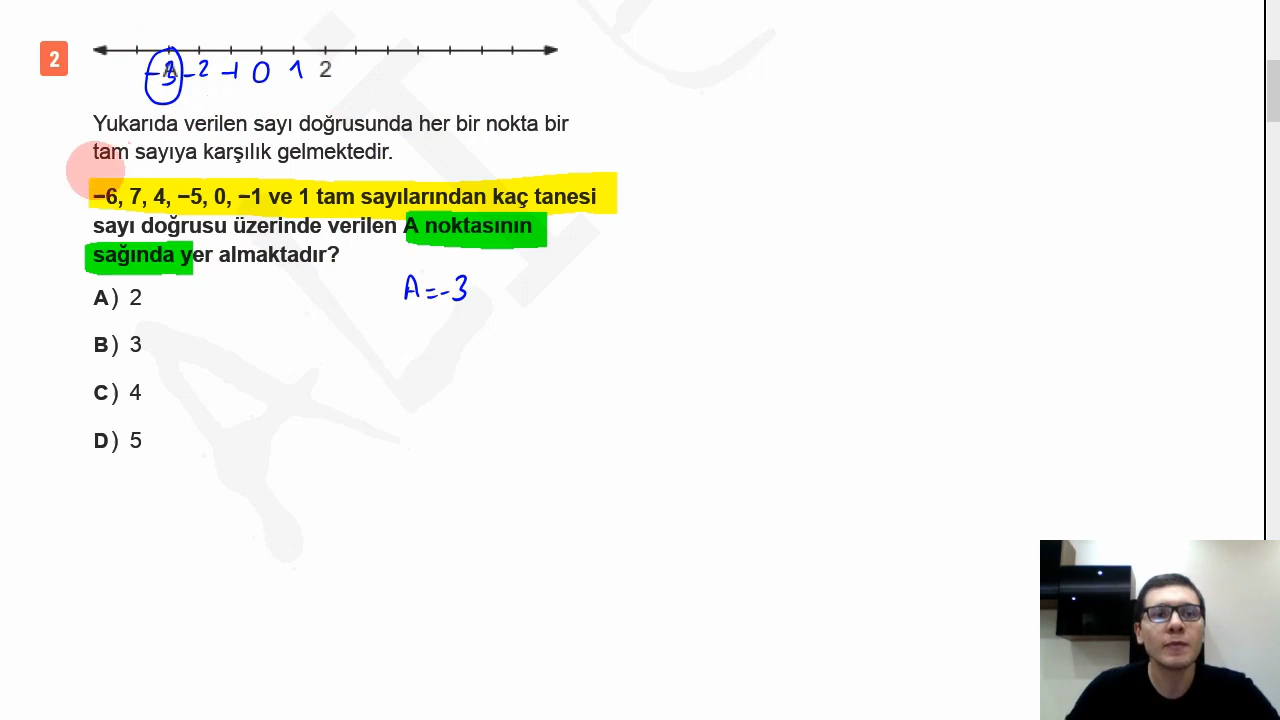 2
-3 -2 -1 0 1 2
Yukarıda verilen sayı doğrusunda her bir nokta bir
tam sayıya karşılık gelmektedir.
−6, 7, 4, −5, 0, −1 ve 1 tam sayılarından kaç tanesi
sayı doğrusu üzerinde verilen A noktasının
sağında yer almaktadır?
A = -3
A) 2
B) 3
C) 4
D) 5